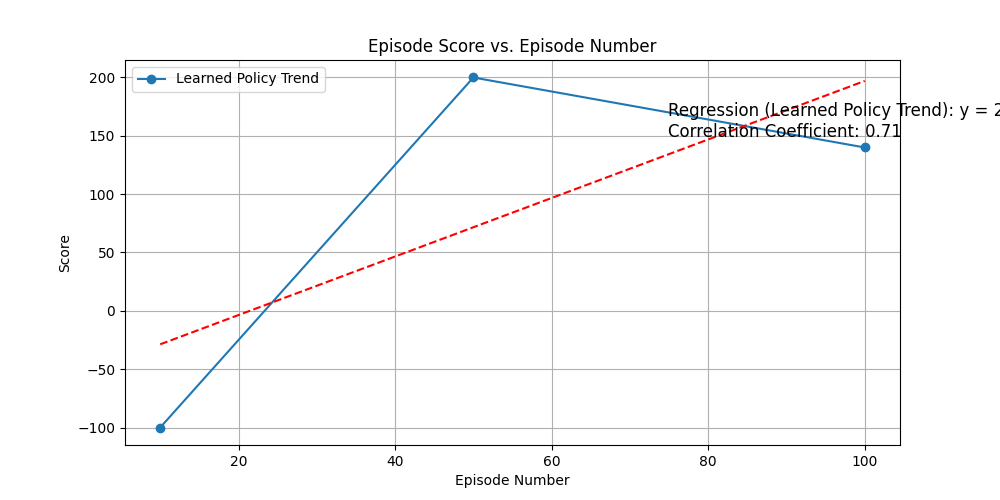 Episode Score vs. Episode Number
Learned Policy Trend
Regression (Learned Policy Trend): y = 2
Correlation Coefficient: 0.71
200
150
100
50
0
−50
−100
Score
20 40 60 80 100
Episode Number